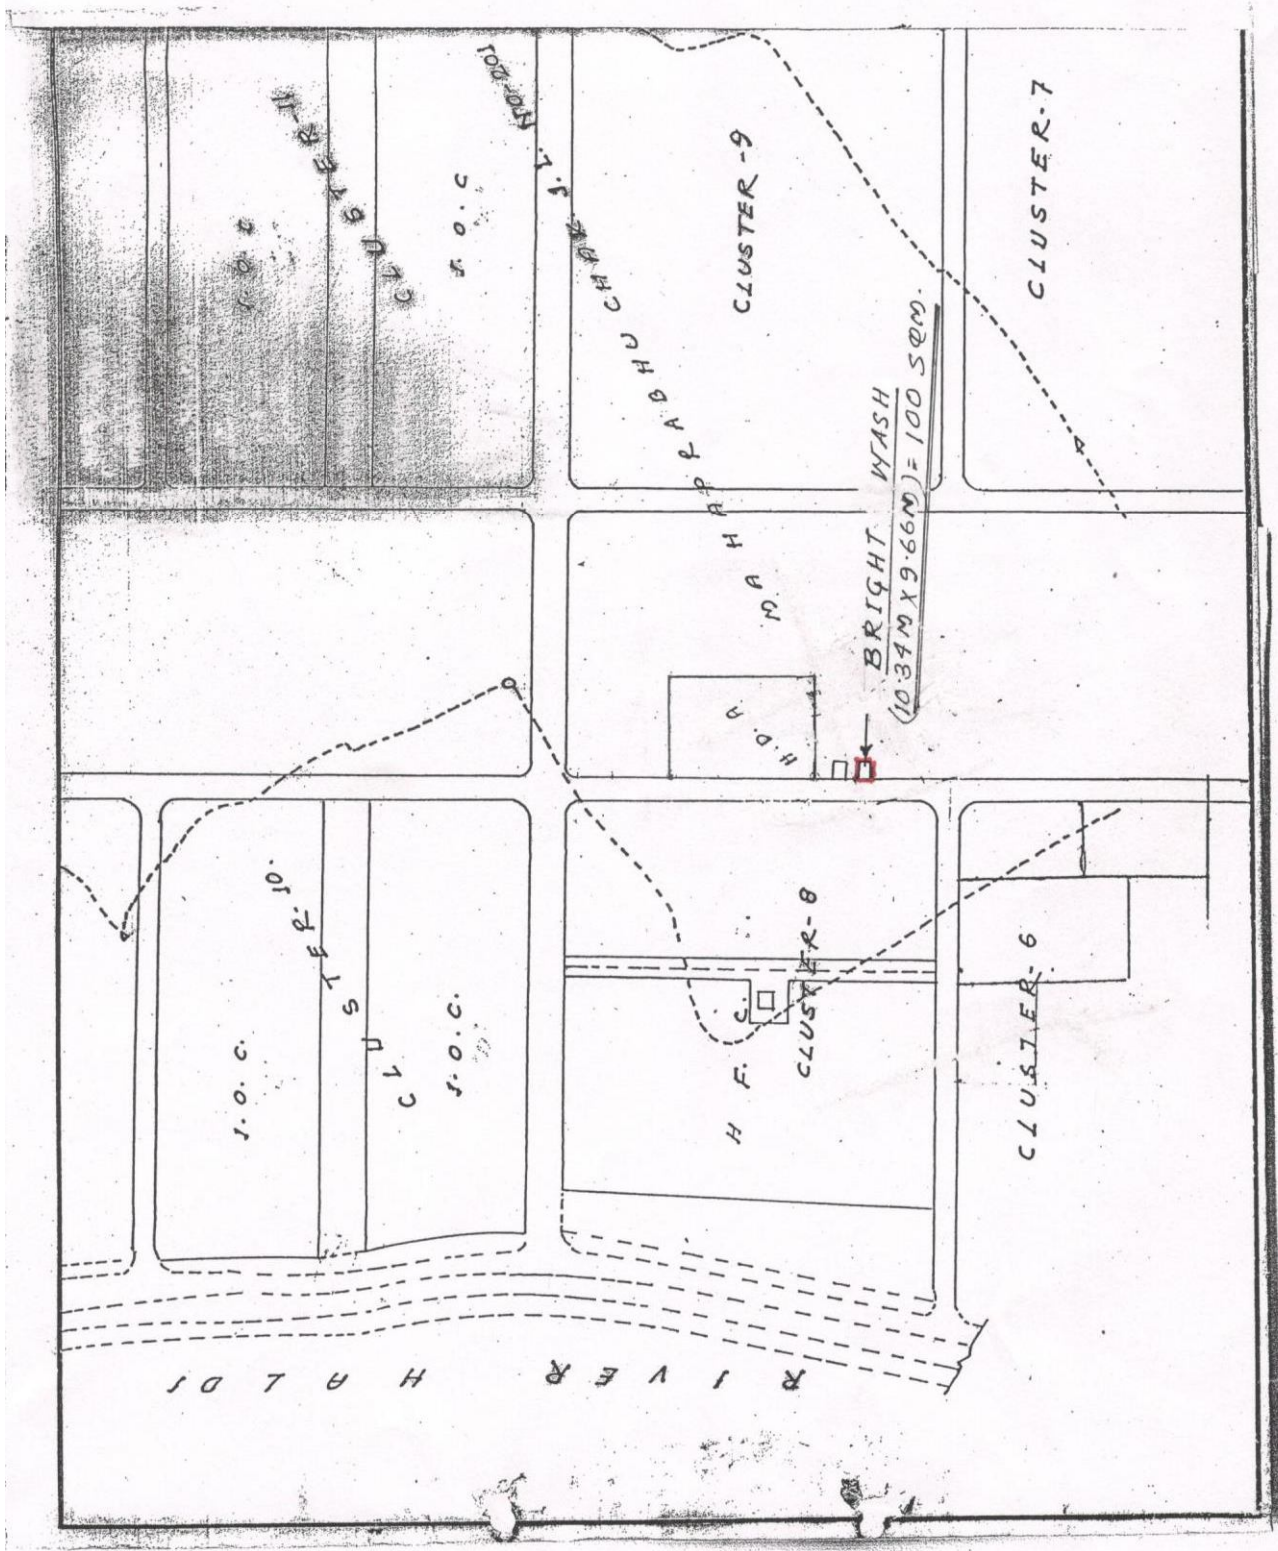 CLUSTER-11
I.O.C
I.O.C
MAHAPRABHU CHAK J.L. NO-201
CLUSTER-9
CLUSTER-7
BRIGHT WASH
(10.34M X 9.66M) = 100 SQM.
H.D.A
CLUSTER-10.
I.O.C.
I.O.C.
H F. C.
CLUSTER-8
CLUSTER-6
RIVER HALDI